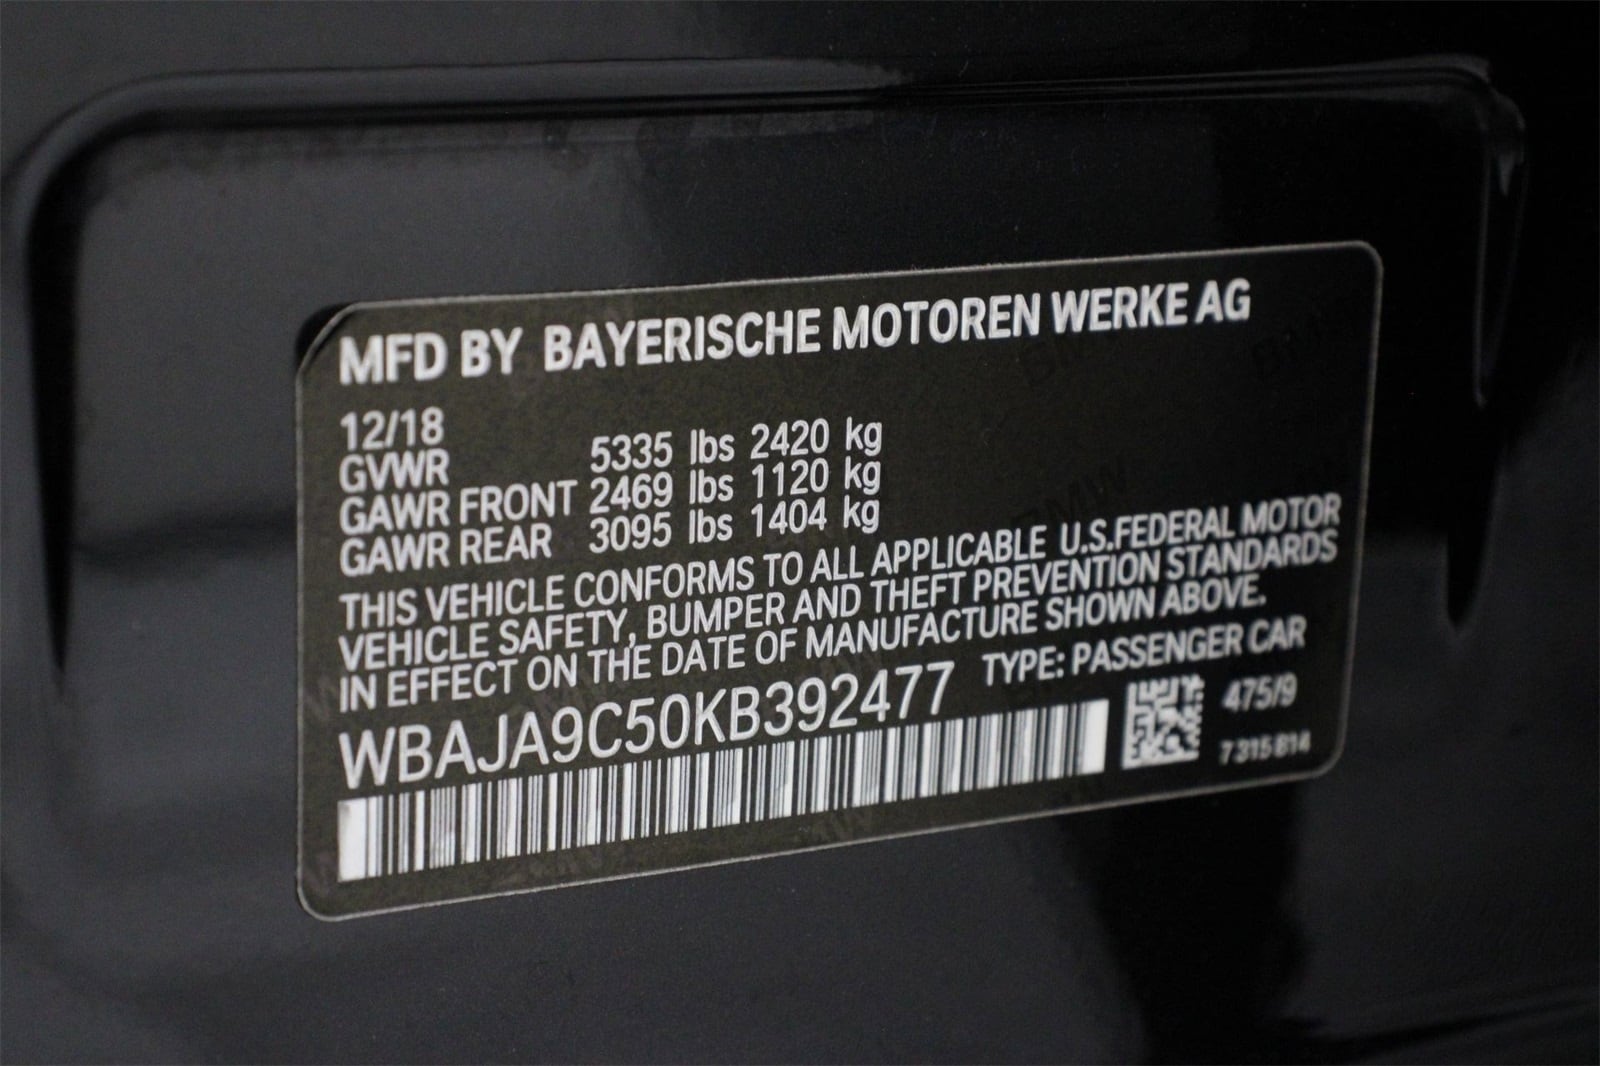 MFD BY BAYERISCHE MOTOREN WERKE AG
12/18
GVWR 5335 lbs 2420 kg
GAWR FRONT 2469 lbs 1120 kg
GAWR REAR 3095 lbs 1404 kg
THIS VEHICLE CONFORMS TO ALL APPLICABLE U.S.FEDERAL MOTOR
VEHICLE SAFETY, BUMPER AND THEFT PREVENTION STANDARDS
IN EFFECT ON THE DATE OF MANUFACTURE SHOWN ABOVE.
WBAJA9C50KB392477 TYPE: PASSENGER CAR
475/9
7 315 814